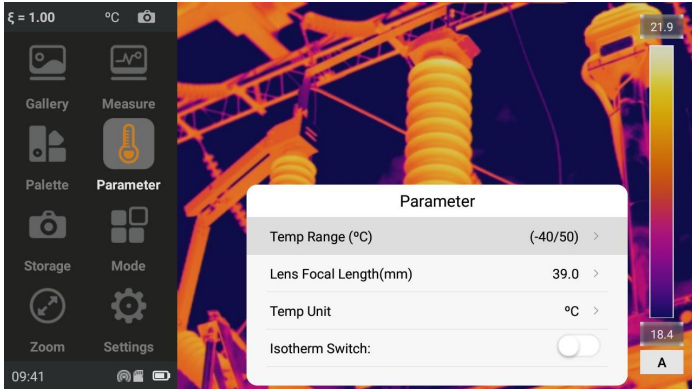 ξ = 1.00 ºC
Gallery Measure
Palette Parameter
Storage Mode
Zoom Settings
09:41
Parameter
Temp Range (ºC) (-40/50)
Lens Focal Length(mm) 39.0
Temp Unit ºC
Isotherm Switch:
21.9
18.4
A